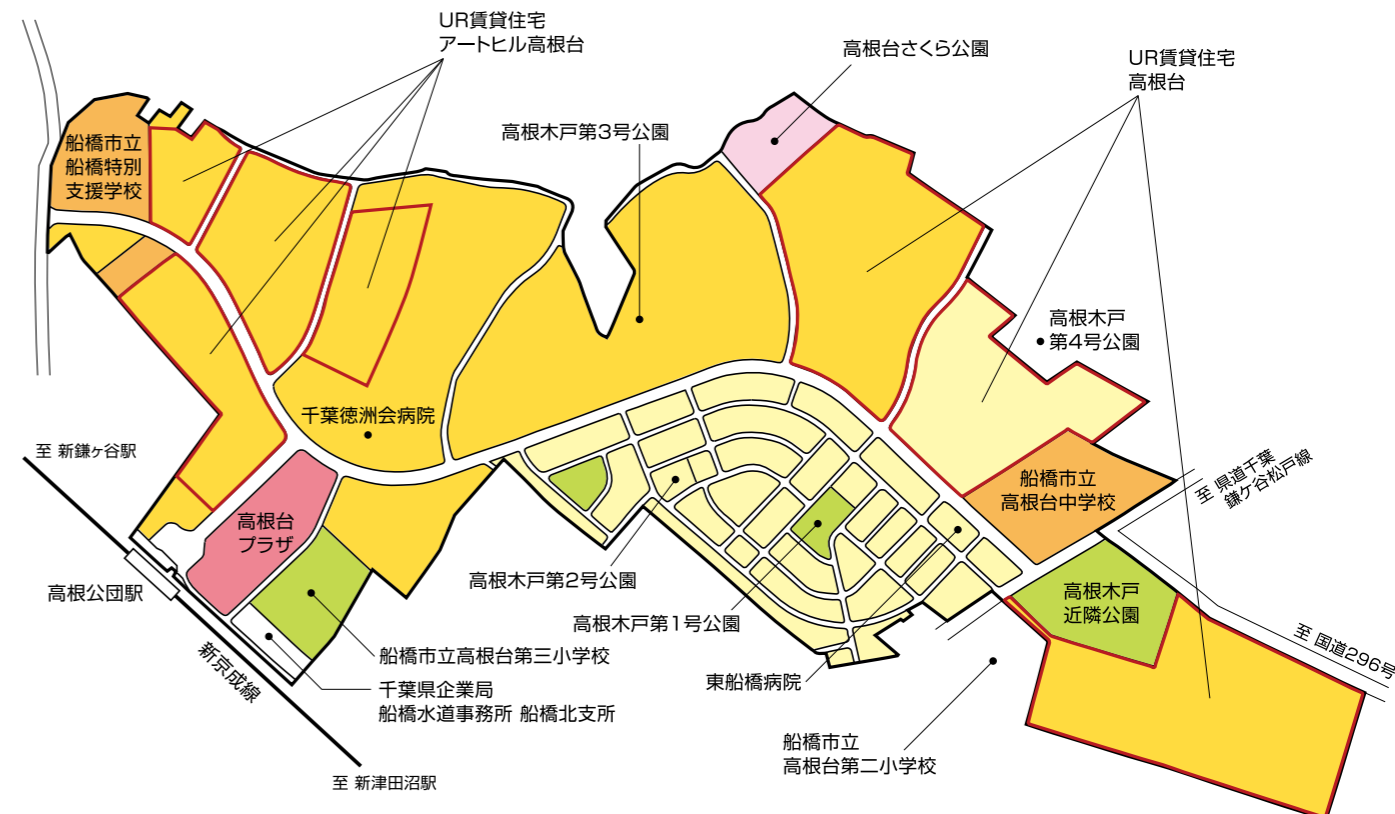 UR賃貸住宅
アートヒル高根台
高根台さくら公園
UR賃貸住宅
高根台
高根木戸第3号公園
船橋市立
船橋特別
支援学校
高根木戸
第4号公園
千葉徳洲会病院
至 新鎌ヶ谷駅
船橋市立
高根台中学校
至 県道千葉
鎌ケ谷松戸線
高根台
プラザ
高根公団駅
高根木戸第2号公園
高根木戸
近隣公園
高根木戸第1号公園
至 国道296号
新京成線
船橋市立高根台第三小学校
東船橋病院
千葉県企業局
船橋水道事務所 船橋北支所
船橋市立
高根台第二小学校
至 新津田沼駅